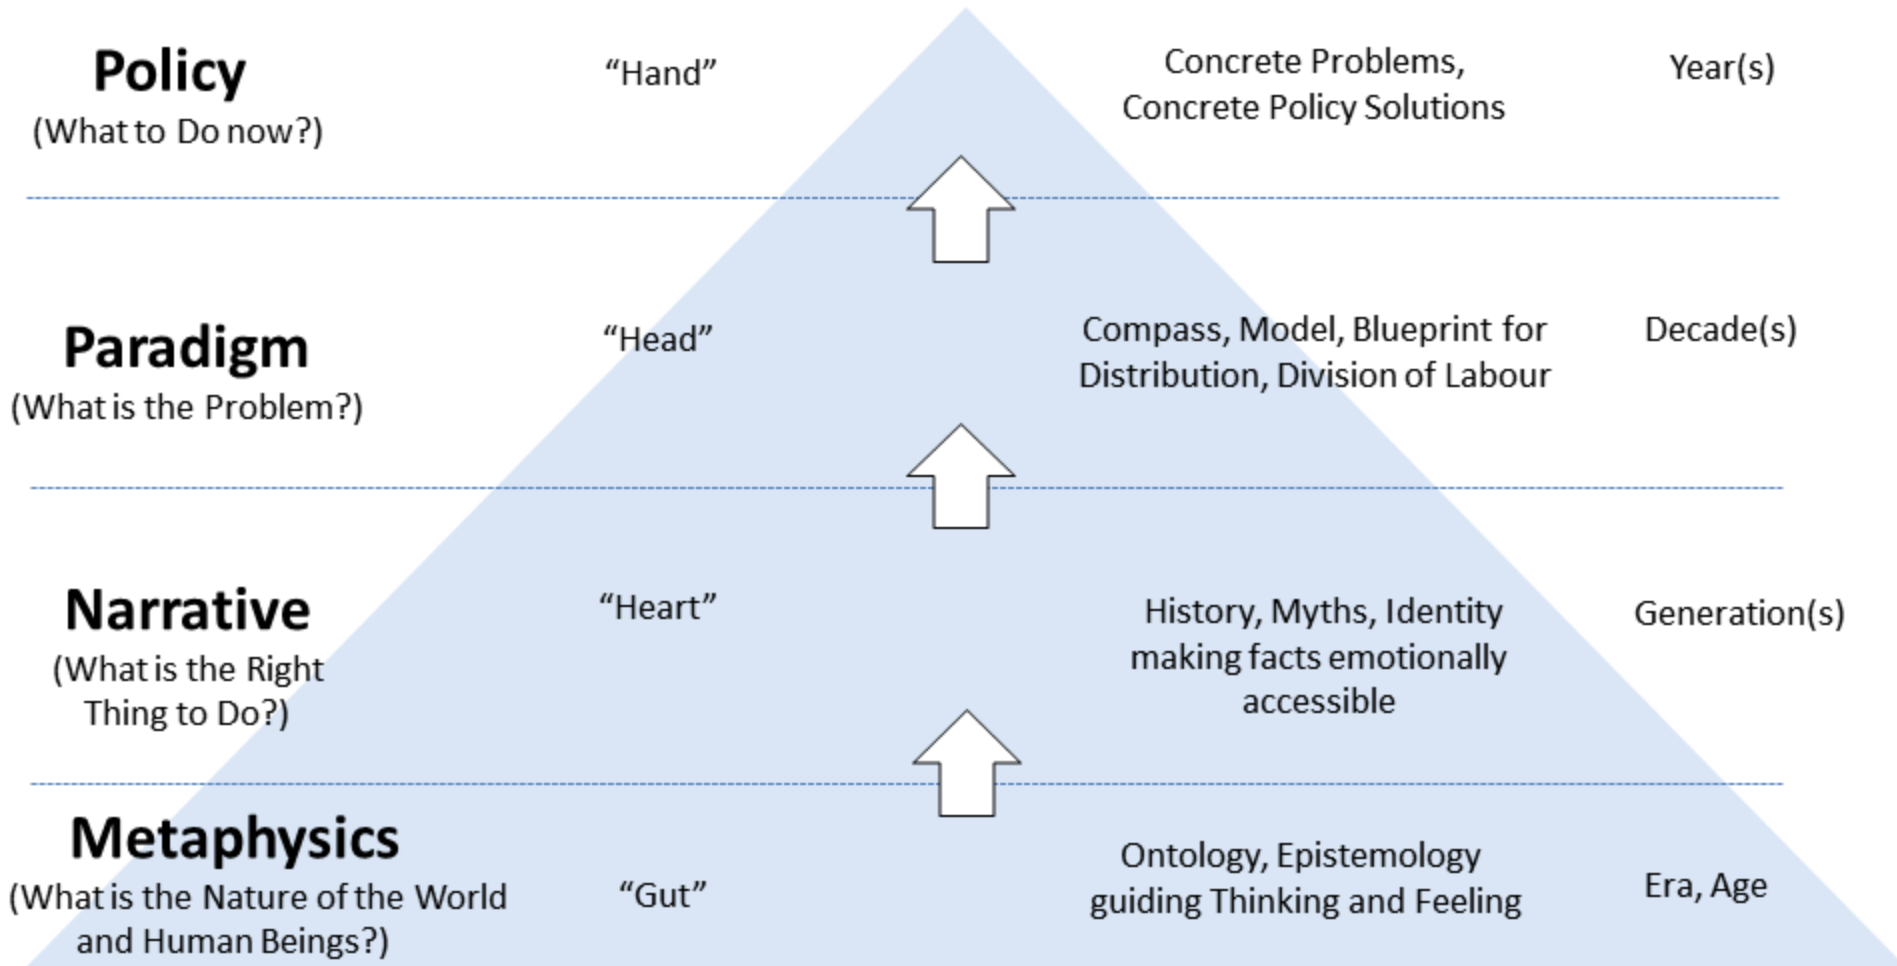 Policy
(What to Do now?)
“Hand”
Concrete Problems,
Concrete Policy Solutions
Year(s)
Paradigm
(What is the Problem?)
“Head”
Compass, Model, Blueprint for
Distribution, Division of Labour
Decade(s)
Narrative
(What is the Right
Thing to Do?)
“Heart”
History, Myths, Identity
making facts emotionally
accessible
Generation(s)
Metaphysics
(What is the Nature of the World
and Human Beings?)
“Gut”
Ontology, Epistemology
guiding Thinking and Feeling
Era, Age